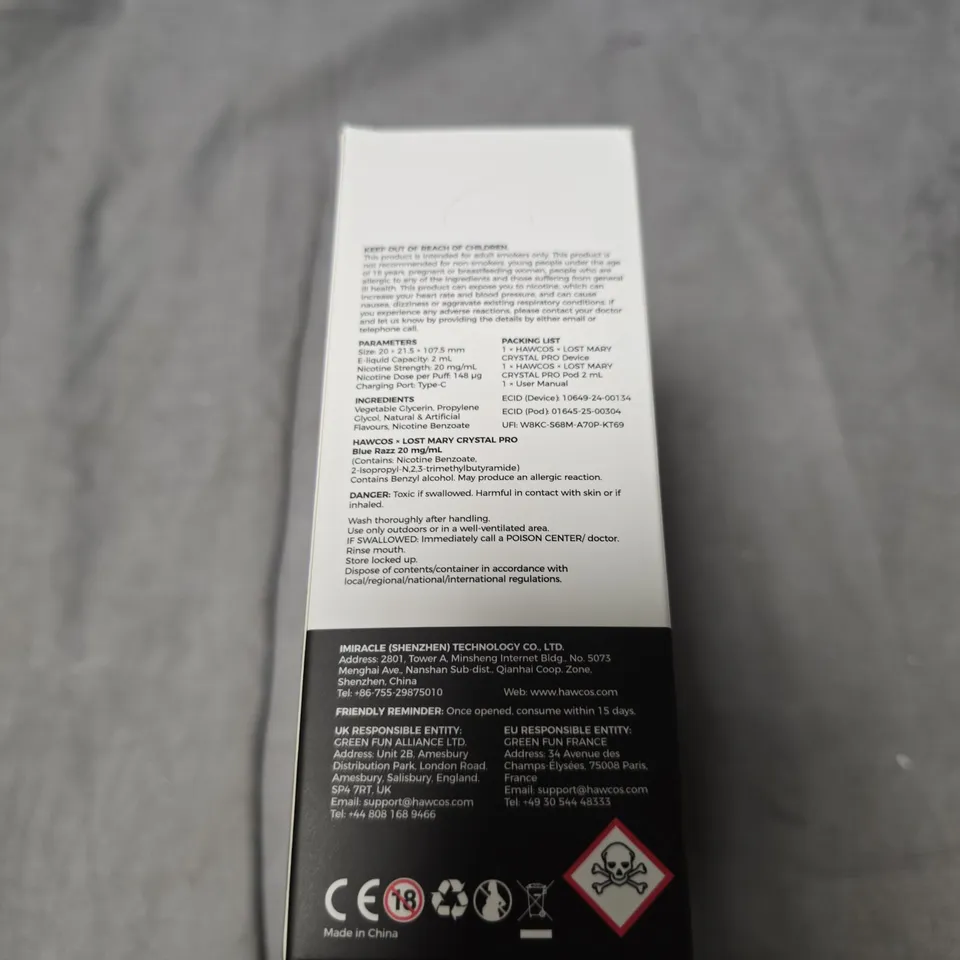 KEEP OUT OF REACH OF CHILDREN.
This product is intended for adult smokers only. This product is
not recommended for non-smokers, young people under the age
of 18 years, pregnant or breastfeeding women, people who are
allergic to any of the ingredients and those suffering from general
ill health. This product can expose you to nicotine, which can
increase your heart rate and blood pressure, and can cause
nausea, dizziness or aggravate existing respiratory conditions. If
you experience any adverse reactions, please contact your doctor
and let us know by providing the details by either email or
telephone call.
PARAMETERS
Size: 20 × 21.5 × 107.5 mm
E-liquid Capacity: 2 mL
Nicotine Strength: 20 mg/mL
Nicotine Dose per Puff: 148 μg
Charging Port: Type-C
INGREDIENTS
Vegetable Glycerin, Propylene
Glycol, Natural & Artificial
Flavours, Nicotine Benzoate
PACKING LIST
1 × HAWCOS × LOST MARY
CRYSTAL PRO Device
1 × HAWCOS × LOST MARY
CRYSTAL PRO Pod 2 mL
1 × User Manual
ECID (Device): 10649-24-00134
ECID (Pod): 01645-25-00304
UFI: W8KC-S68M-A70P-KT69
HAWCOS × LOST MARY CRYSTAL PRO
Blue Razz 20 mg/mL
(Contains: Nicotine Benzoate,
2-Isopropyl-N,2,3-trimethylbutyramide)
Contains Benzyl alcohol. May produce an allergic reaction.
DANGER: Toxic if swallowed. Harmful in contact with skin or if
inhaled.
Wash thoroughly after handling.
Use only outdoors or in a well-ventilated area.
IF SWALLOWED: Immediately call a POISON CENTER/ doctor.
Rinse mouth.
Store locked up.
Dispose of contents/container in accordance with
local/regional/national/international regulations.
IMIRACLE (SHENZHEN) TECHNOLOGY CO., LTD.
Address: 2801, Tower A, Minsheng Internet Bldg., No. 5073
Menghai Ave., Nanshan Sub-dist., Qianhai Coop. Zone,
Shenzhen, China
Tel: +86-755-29875010 Web: www.hawcos.com
FRIENDLY REMINDER: Once opened, consume within 15 days.
UK RESPONSIBLE ENTITY:
GREEN FUN ALLIANCE LTD.
Address: Unit 2B, Amesbury
Distribution Park, London Road,
Amesbury, Salisbury, England,
SP4 7RT, UK
Email: support@hawcos.com
Tel: +44 808 168 9466
EU RESPONSIBLE ENTITY:
GREEN FUN FRANCE
Address: 34 Avenue des
Champs-Élysées, 75008 Paris,
France
Email: support@hawcos.com
Tel: +49 30 544 48333
CE 18
Made in China